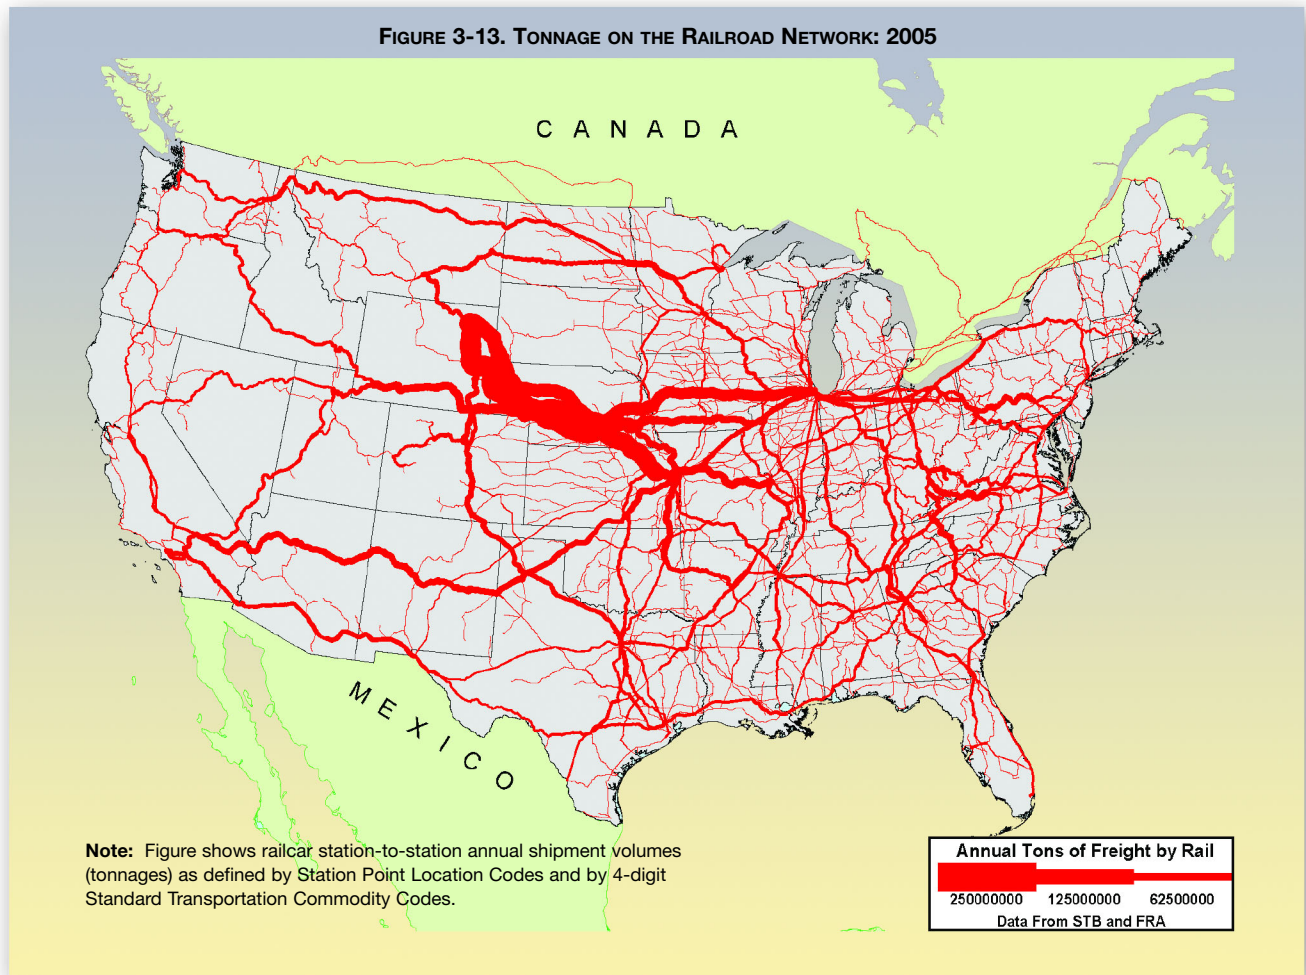 FIGURE 3-13. TONNAGE ON THE RAILROAD NETWORK: 2005
CANADA
MEXICO
Note: Figure shows railcar station-to-station annual shipment volumes
(tonnages) as defined by Station Point Location Codes and by 4-digit
Standard Transportation Commodity Codes.
Annual Tons of Freight by Rail
250000000 125000000 62500000
Data From STB and FRA